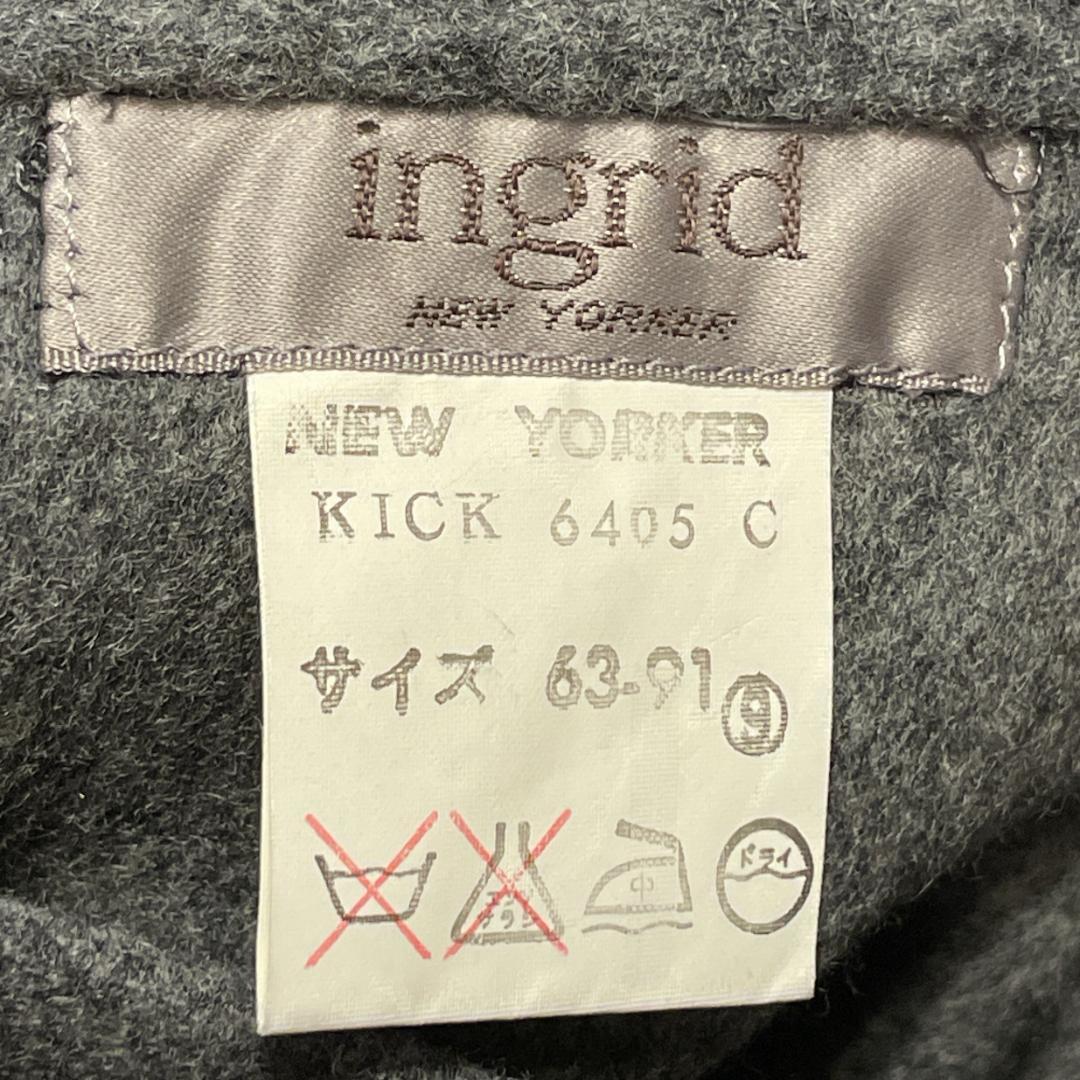 ingrid
NEW YORKER
NEW YORKER
KICK 6405 C
サイズ 63-91 9
中
ドライ